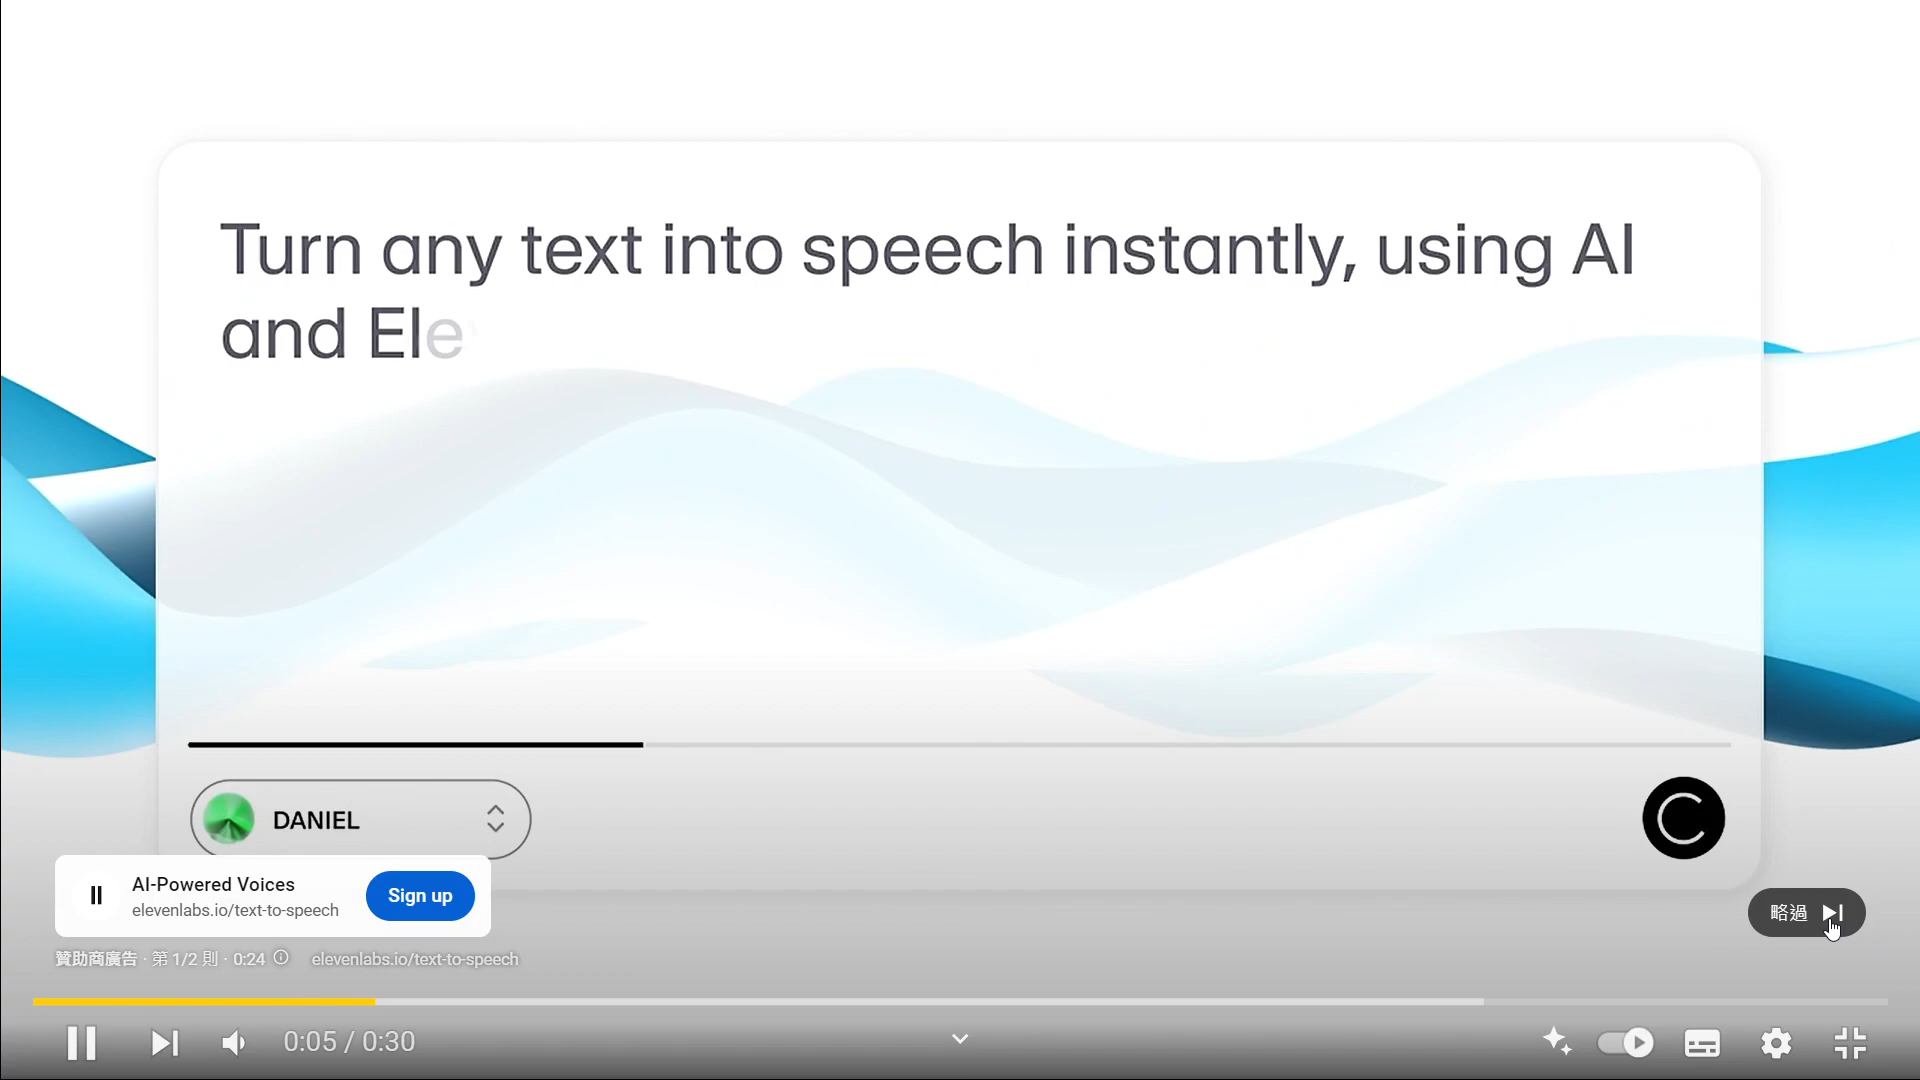 Turn any text into speech instantly, using AI
and Ele
DANIEL
AI-Powered Voices
elevenlabs.io/text-to-speech
Sign up
略過
贊助商廣告 · 第 1/2 則 · 0:24 elevenlabs.io/text-to-speech
0:05 / 0:30